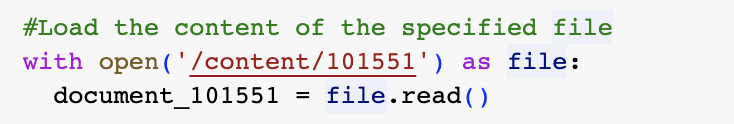 #Load the content of the specified file
with open('/content/101551') as file:
  document_101551 = file.read()